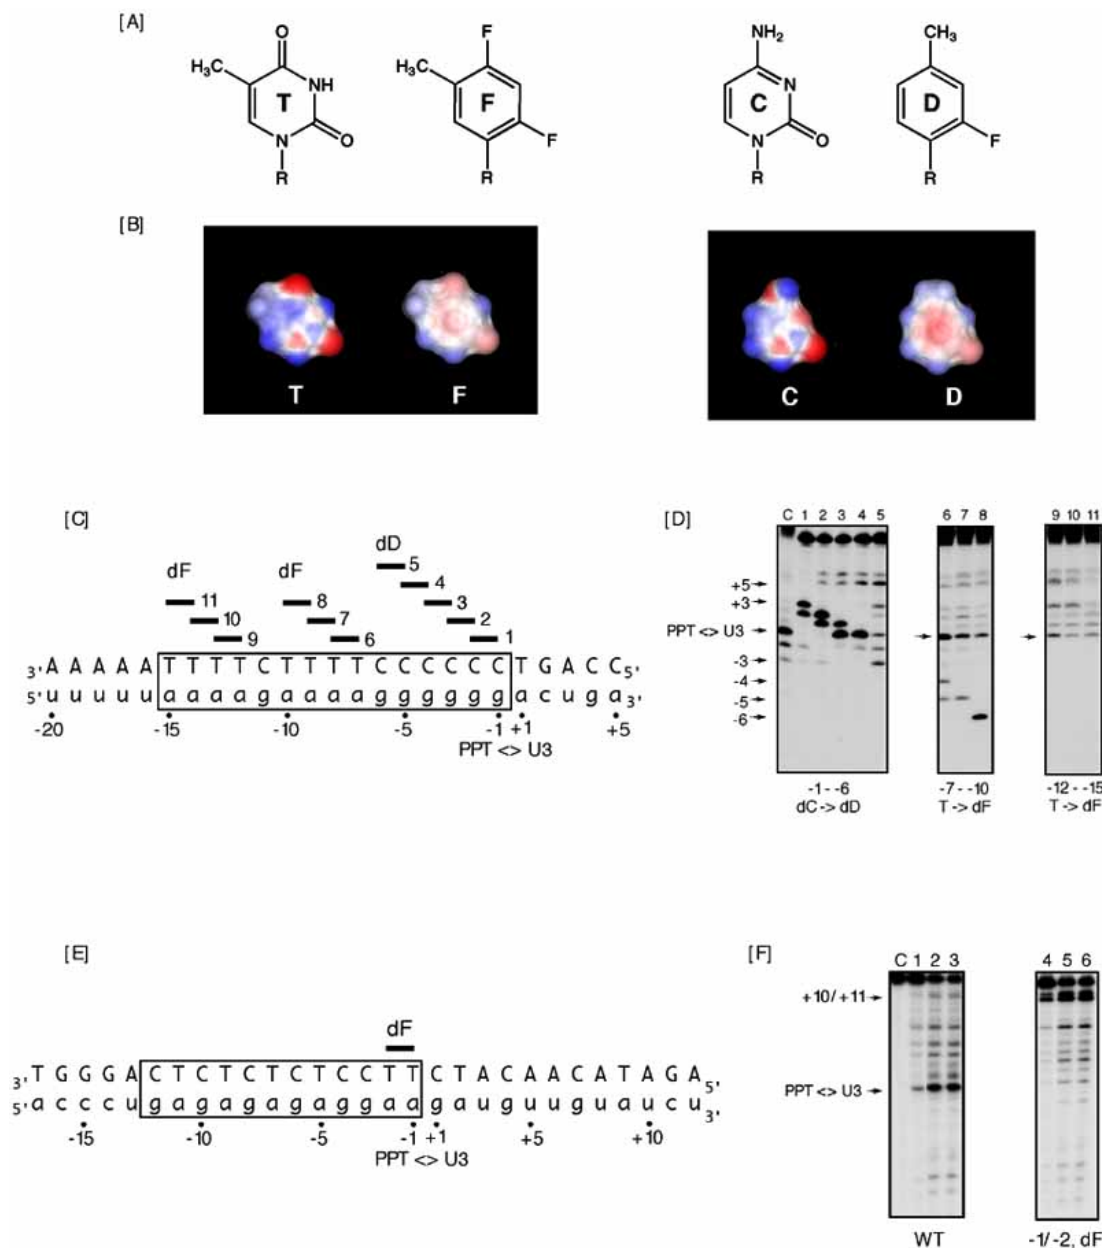 [A]
O F NH2 CH3
H3C H3C
NH N
T F C D
N O F N O F
R R R R
[B]
T F C D
[C]
dF dF dD
5
11 8 4
10 7 3 2
9 6 1
3' A A A A A T T T T C T T T T C C C C C C T G A C C 5'
5' u u u u u a a a a g a a a a g g g g g g a c u g a 3'
-20 -15 -10 -5 -1 +1 +5
PPT <> U3
[D]
C 1 2 3 4 5 6 7 8 9 10 11
+5
+3
PPT <> U3
-3
-4
-5
-6
-1 - -6 -7 - -10 -12 - -15
dC -> dD T -> dF T -> dF
[E]
dF
3' T G G G A C T C T C T C T C C T T C T A C A A C A T A G A 5'
5' a c c c u g a g a g a g a g g a a g a u g u u g u a u c u 3'
-15 -10 -5 -1 +1 +5 +10
PPT <> U3
[F]
C 1 2 3 4 5 6
+10/+11
PPT <> U3
WT -1/-2, dF